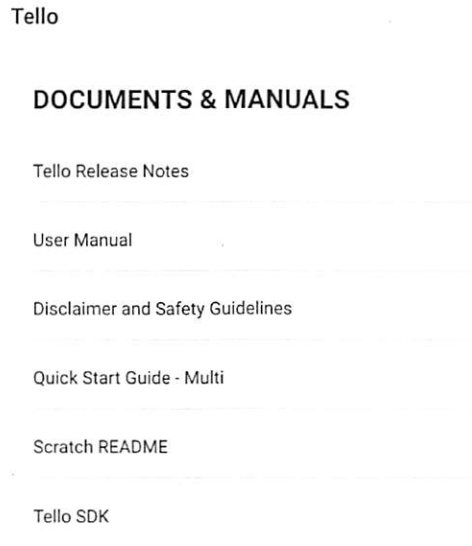 Tello
DOCUMENTS & MANUALS
Tello Release Notes
User Manual
Disclaimer and Safety Guidelines
Quick Start Guide - Multi
Scratch README
Tello SDK